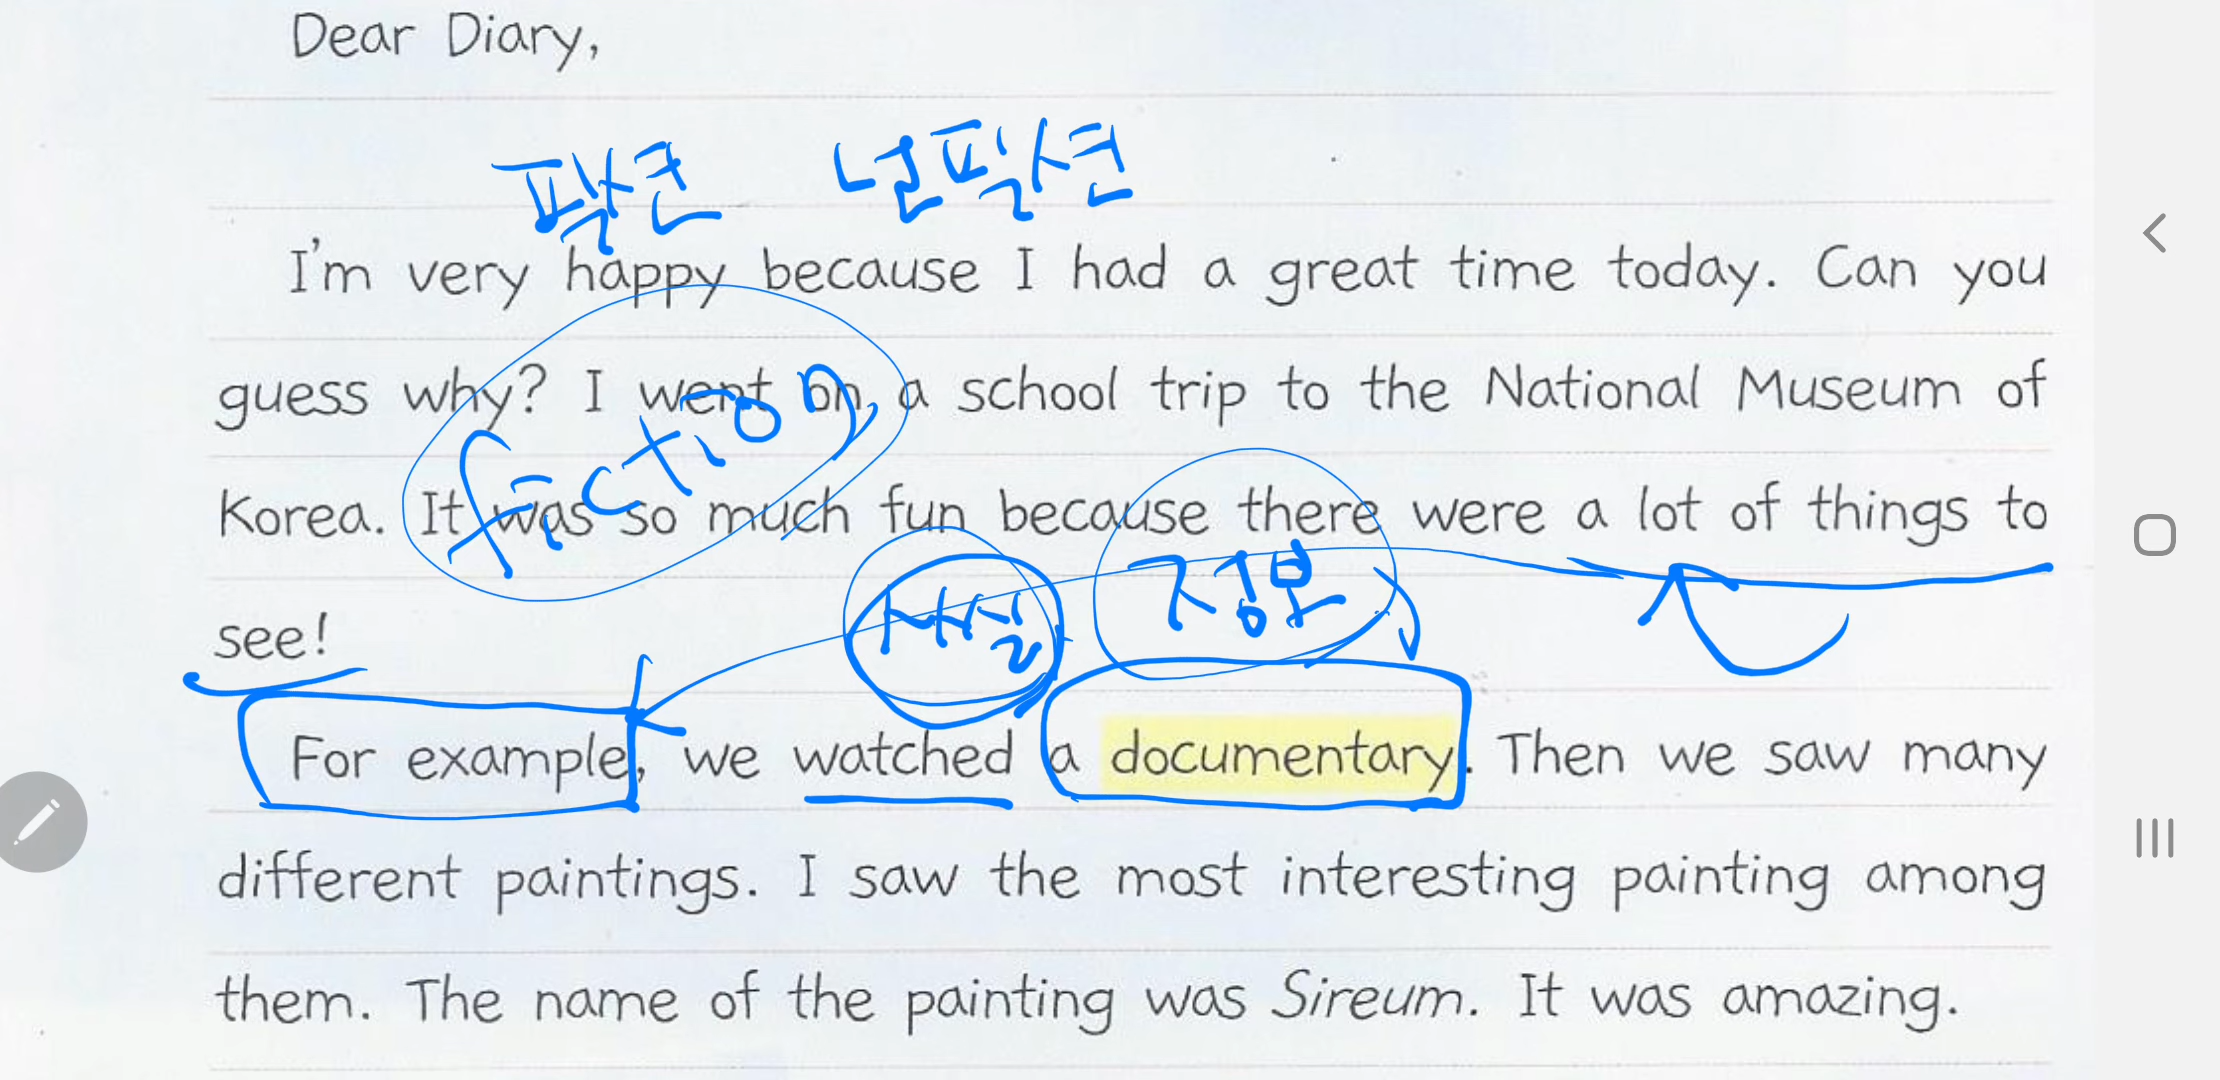 Dear Diary,
픽션 넌픽션
I'm very happy because I had a great time today. Can you
guess why? I went on a school trip to the National Museum of
fiction
Korea. It was so much fun because there were a lot of things to
사실 정보
see!
For example, we watched a documentary. Then we saw many
different paintings. I saw the most interesting painting among
them. The name of the painting was Sireum. It was amazing.